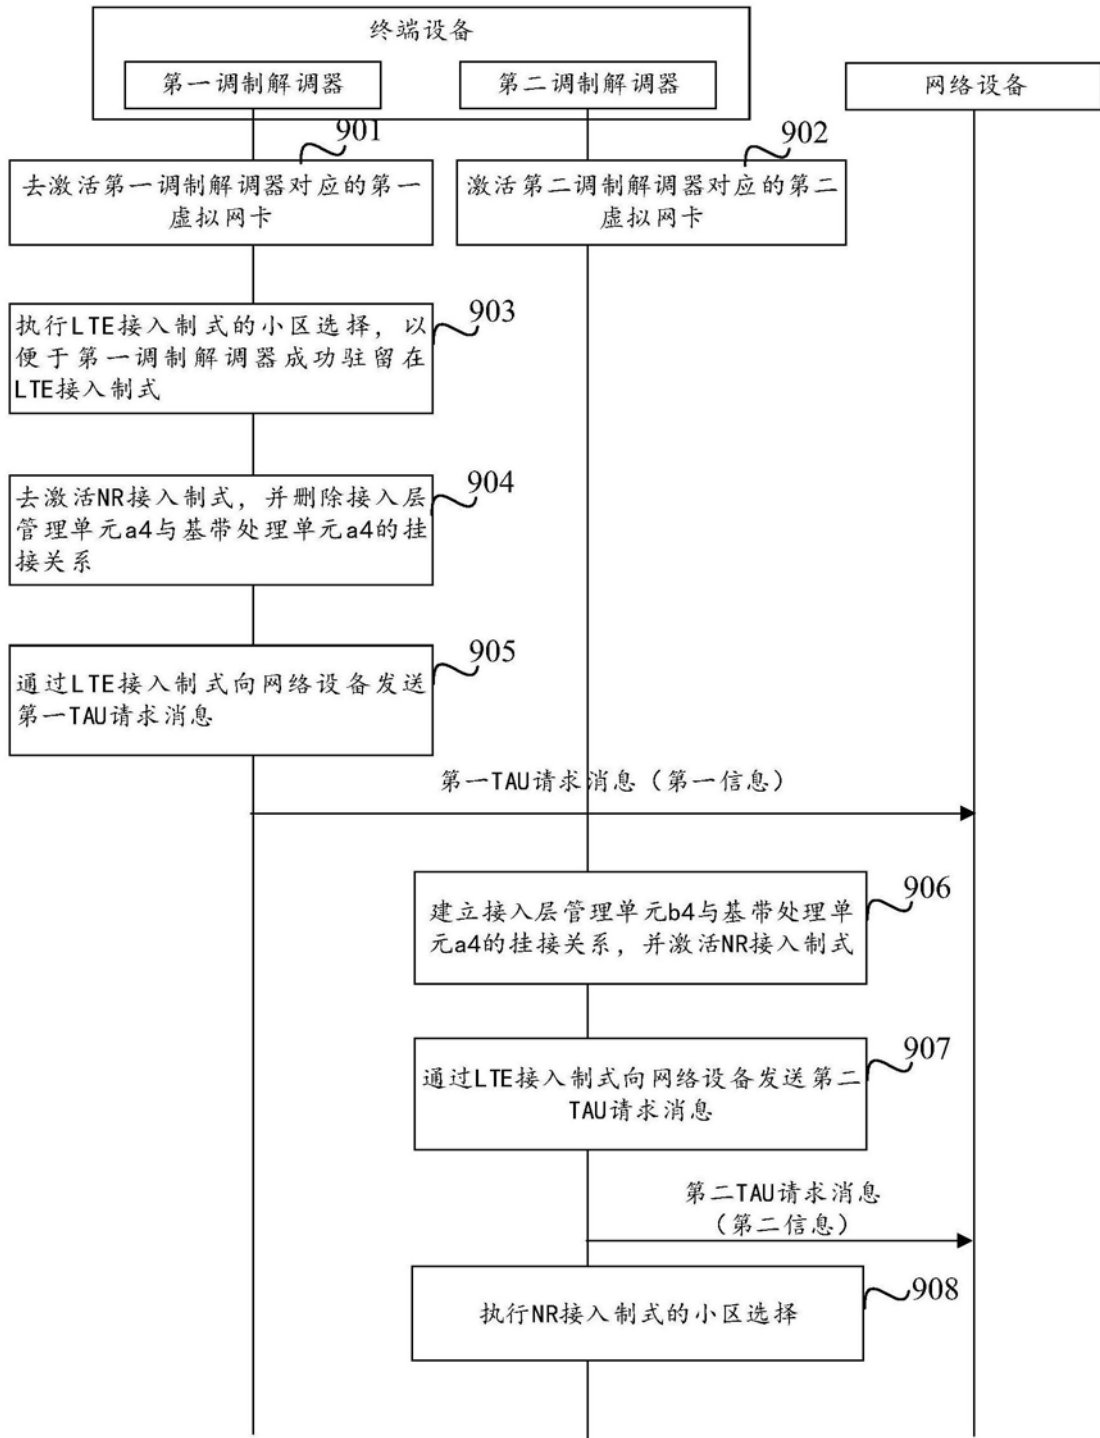 终端设备
第一调制解调器
第二调制解调器
网络设备
901
902
去激活第一调制解调器对应的第一
虚拟网卡
激活第二调制解调器对应的第二
虚拟网卡
903
执行LTE接入制式的小区选择，以
便于第一调制解调器成功驻留在
LTE接入制式
904
去激活NR接入制式，并删除接入层
管理单元a4与基带处理单元a4的挂
接关系
905
通过LTE接入制式向网络设备发送
第一TAU请求消息
第一TAU请求消息（第一信息）
906
建立接入层管理单元b4与基带处理单
元a4的挂接关系，并激活NR接入制式
907
通过LTE接入制式向网络设备发送第二
TAU请求消息
第二TAU请求消息
（第二信息）
908
执行NR接入制式的小区选择